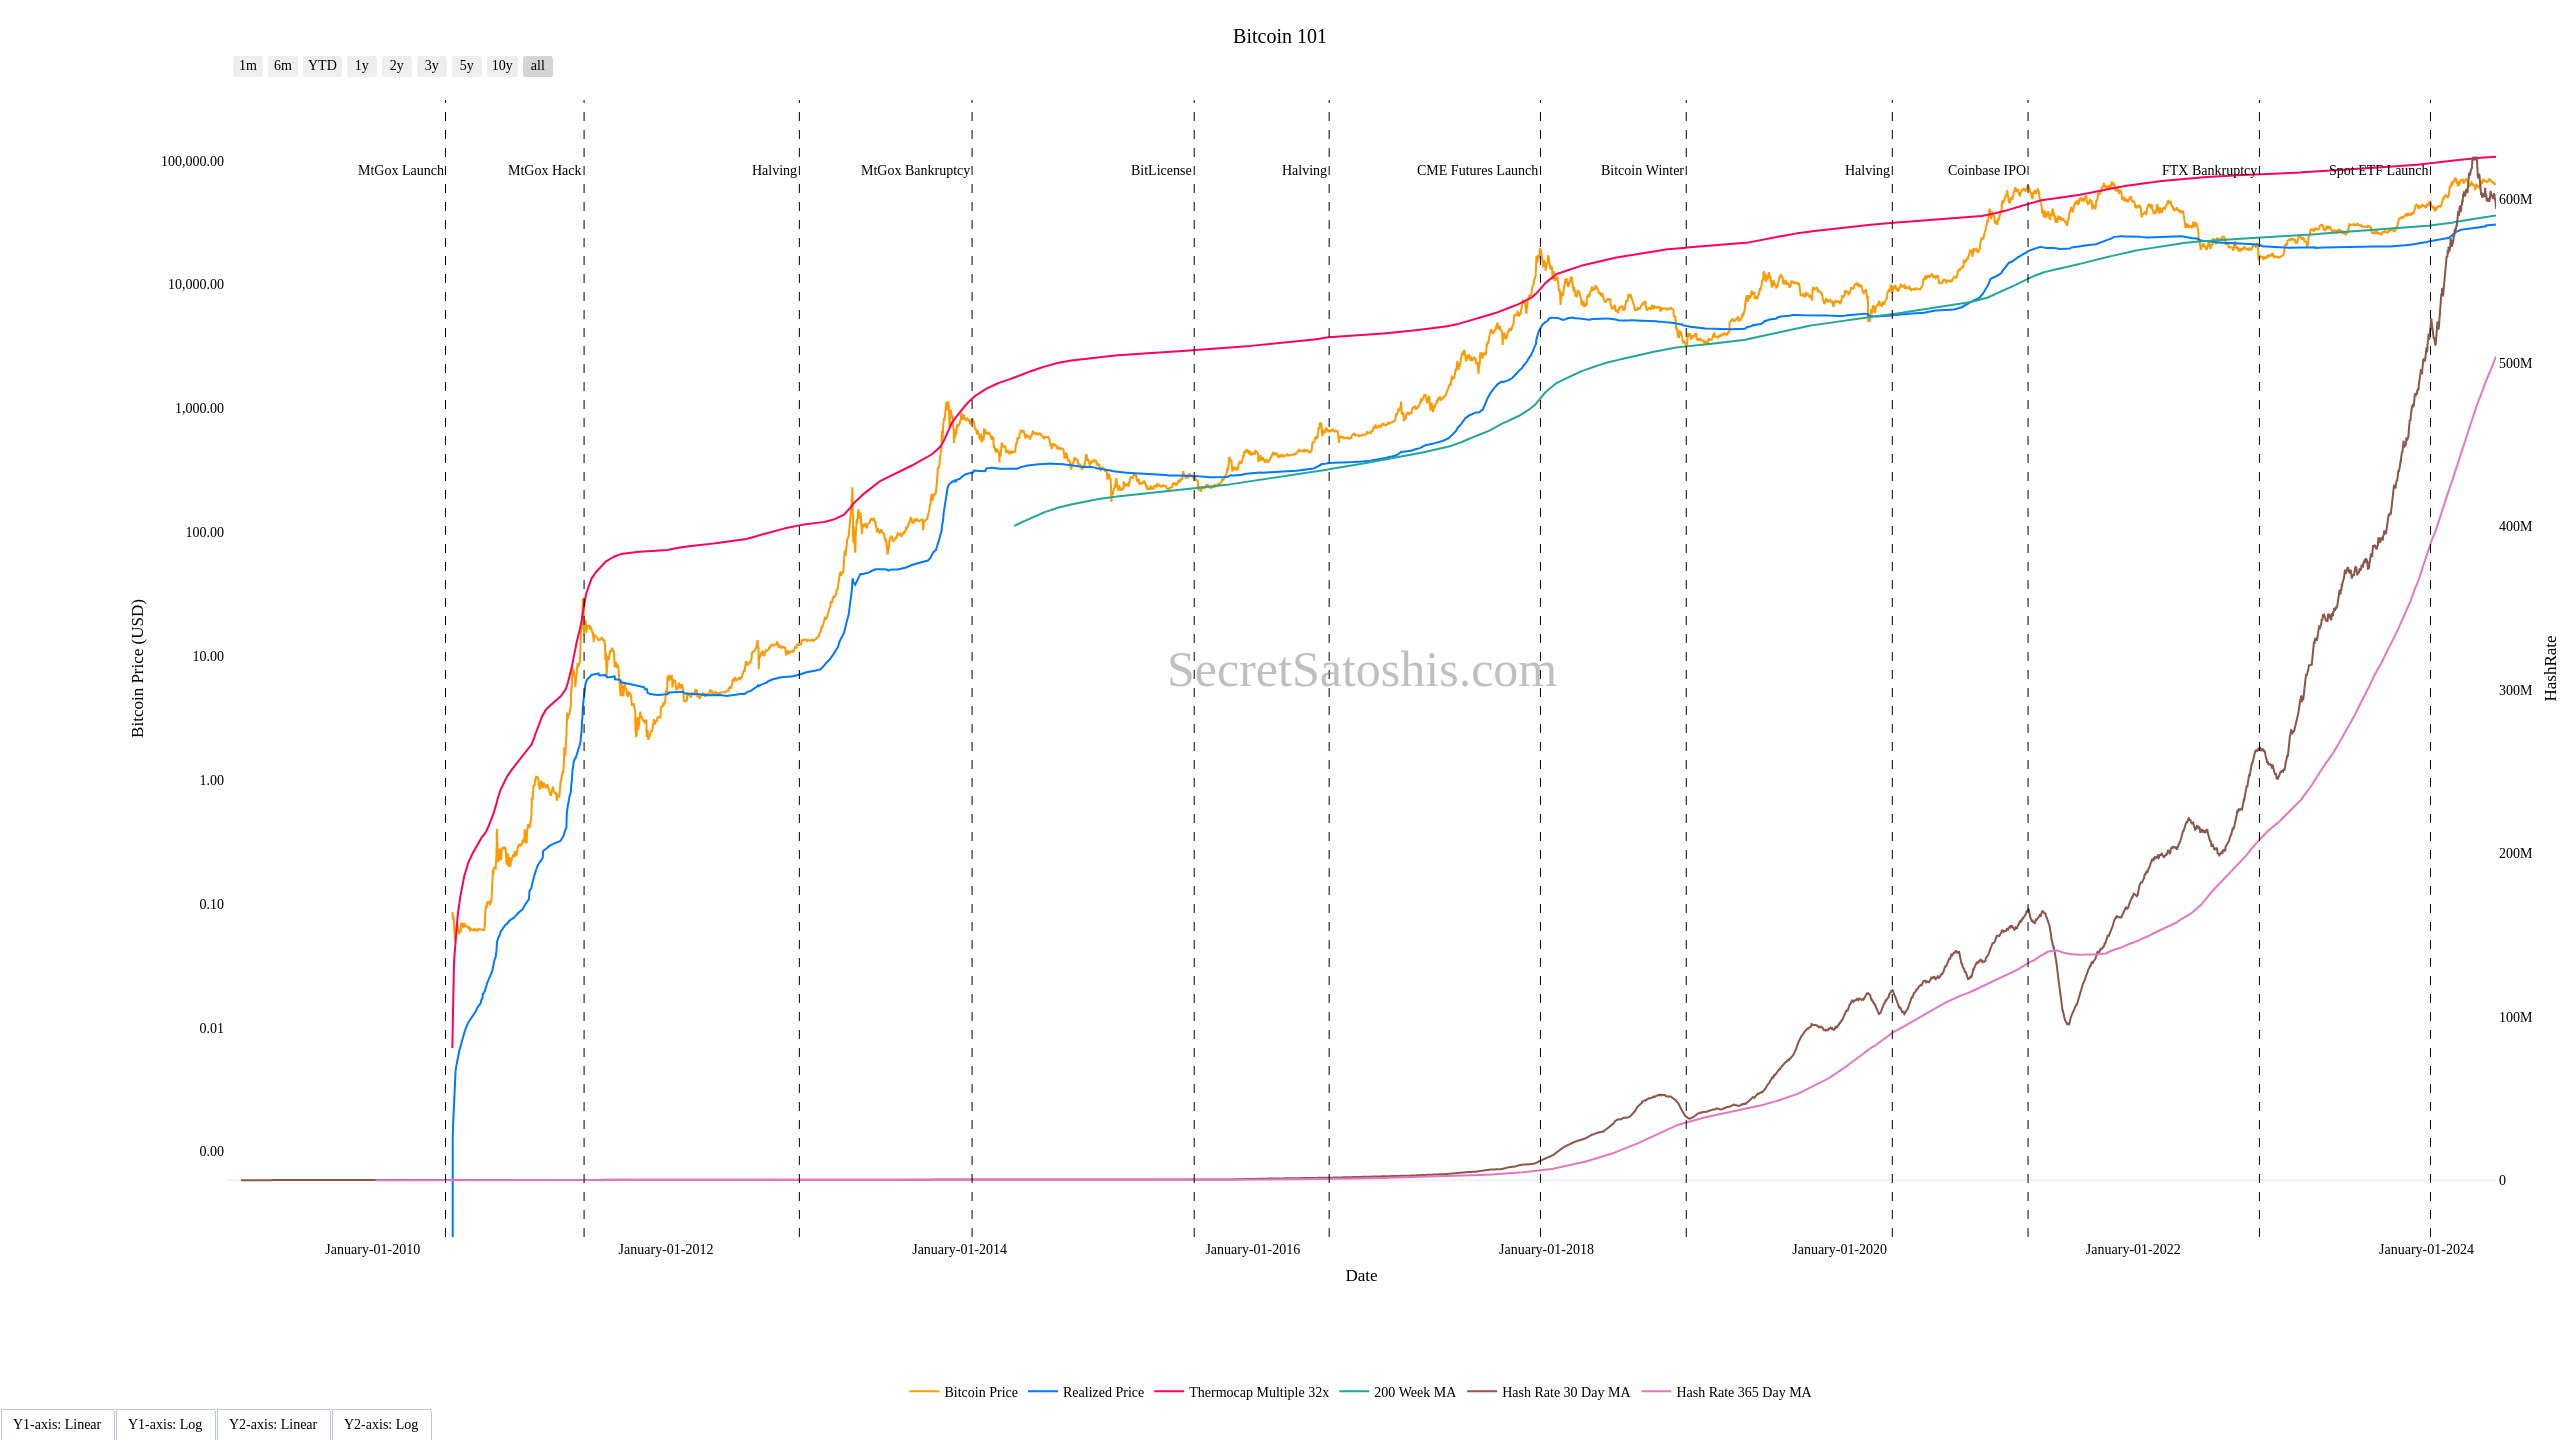 Bitcoin 101
1m 6m YTD 1y 2y 3y 5y 10y all
MtGox Launch MtGox Hack Halving MtGox Bankruptcy BitLicense Halving CME Futures Launch Bitcoin Winter Halving Coinbase IPO FTX Bankruptcy Spot ETF Launch
100,000.00
10,000.00
1,000.00
100.00
10.00
1.00
0.10
0.01
0.00
Bitcoin Price (USD)
SecretSatoshis.com
600M
500M
400M
300M
200M
100M
0
HashRate
January-01-2010 January-01-2012 January-01-2014 January-01-2016 January-01-2018 January-01-2020 January-01-2022 January-01-2024
Date
Bitcoin Price Realized Price Thermocap Multiple 32x 200 Week MA Hash Rate 30 Day MA Hash Rate 365 Day MA
Y1-axis: Linear Y1-axis: Log Y2-axis: Linear Y2-axis: Log